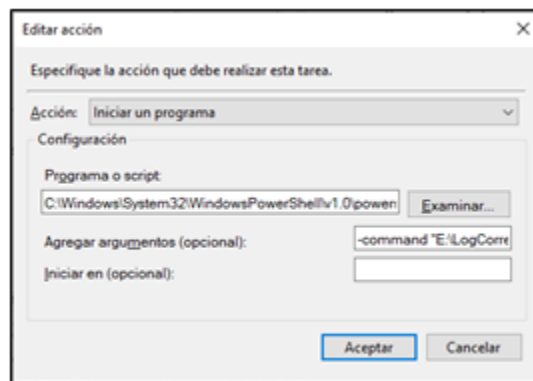 Editar acción
Especifique la acción que debe realizar esta tarea.
Acción: Iniciar un programa
Configuración
Programa o script:
C:\Windows\System32\WindowsPowerShell\v1.0\powers Examinar...
Agregar argumentos (opcional): -command "E:\LogCorre
Iniciar en (opcional):
Aceptar Cancelar